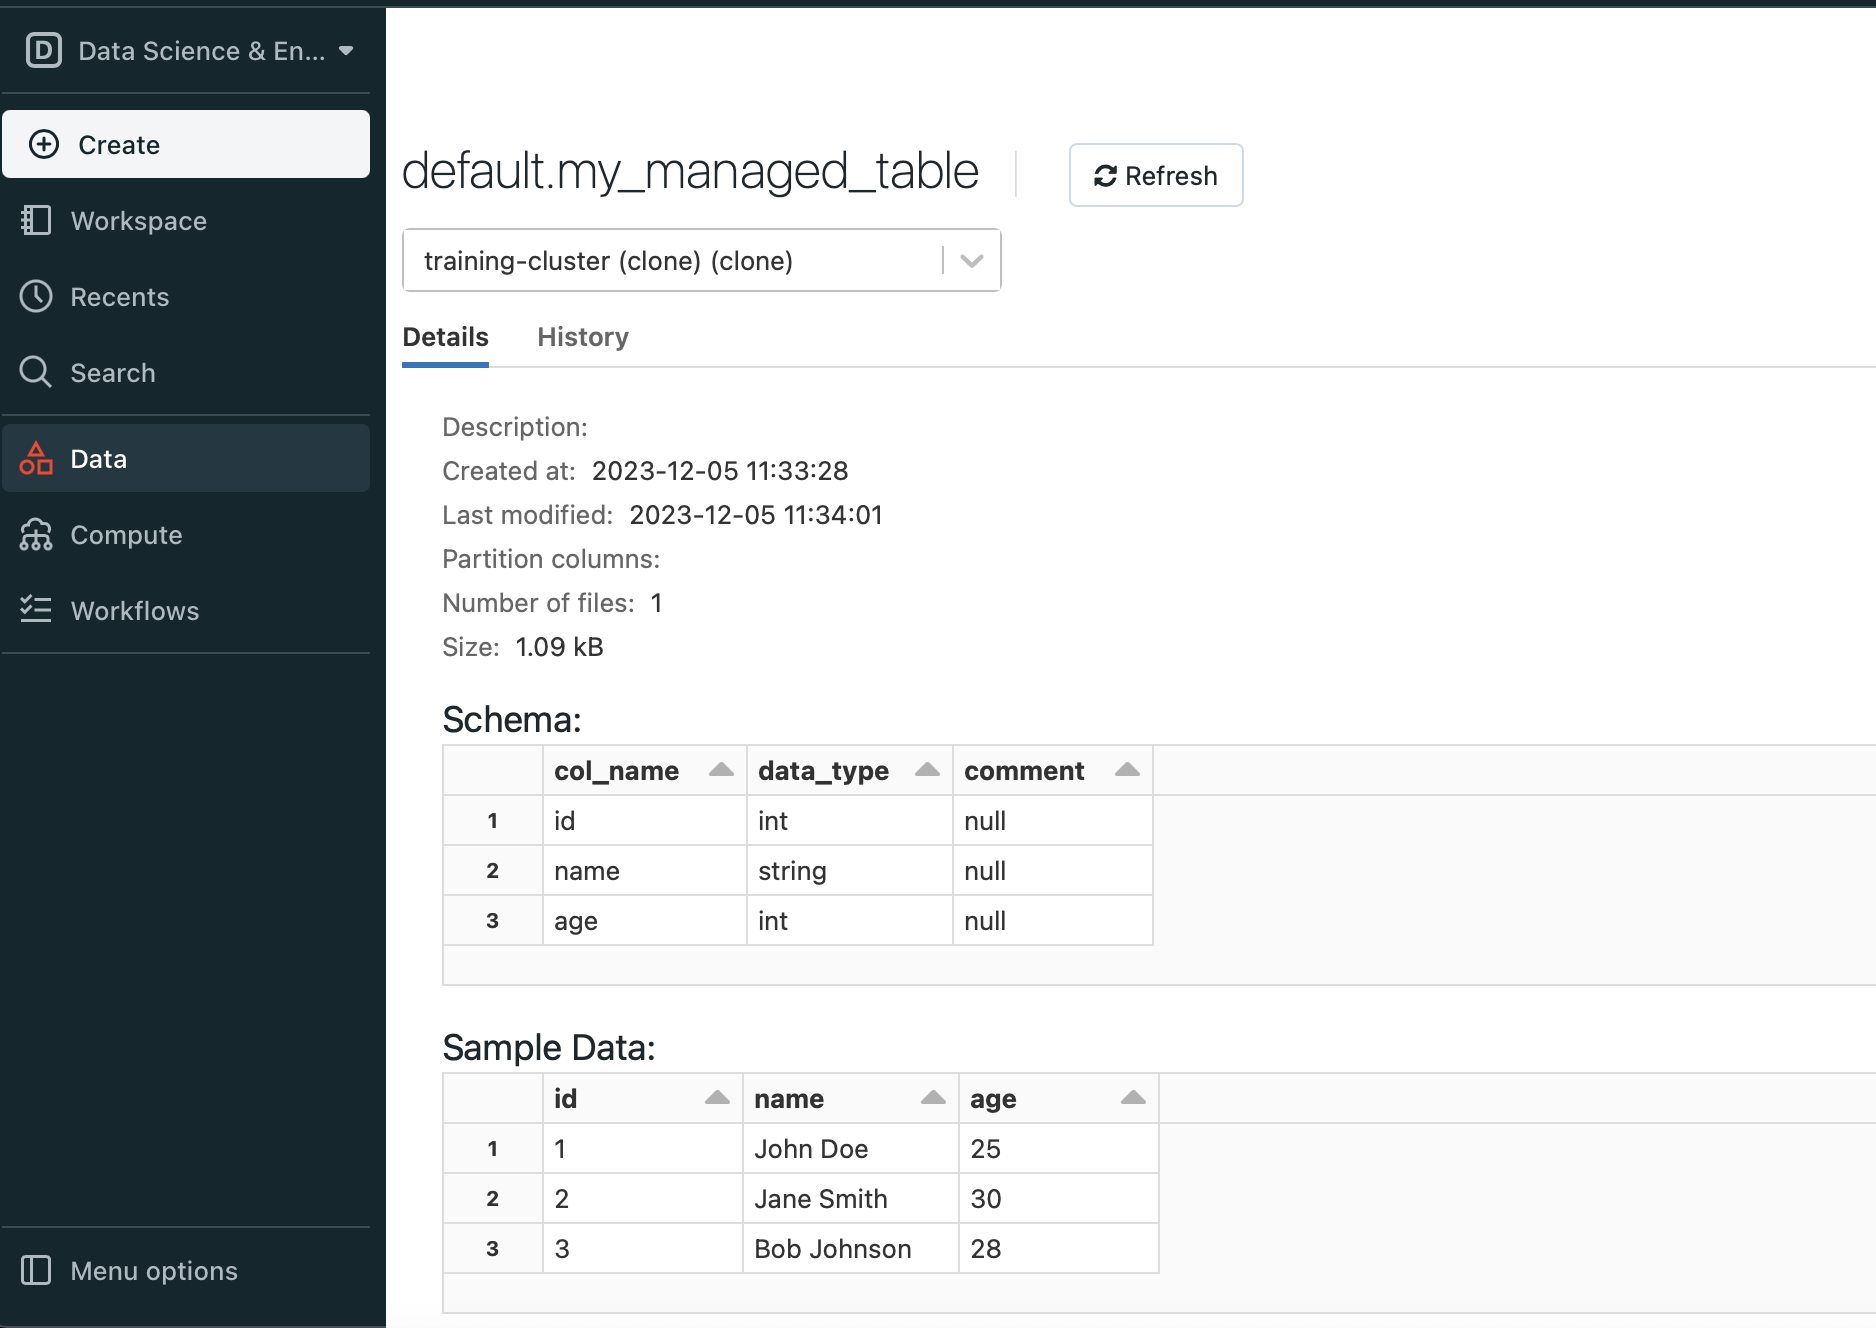 D Data Science & En...
Create
Workspace
Recents
Search
Data
Compute
Workflows
Menu options
default.my_managed_table
Refresh
training-cluster (clone) (clone)
Details History
Description:
Created at: 2023-12-05 11:33:28
Last modified: 2023-12-05 11:34:01
Partition columns:
Number of files: 1
Size: 1.09 kB
Schema:
col_name data_type comment
1 id int null
2 name string null
3 age int null
Sample Data:
id name age
1 1 John Doe 25
2 2 Jane Smith 30
3 3 Bob Johnson 28